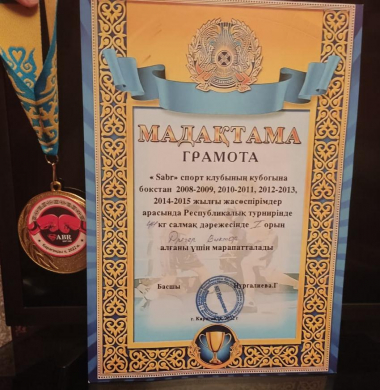 МАДАҚТАМА
ГРАМОТА
« Sabr» спорт клубының кубогына
бокстан 2008-2009, 2010-2011, 2012-2013,
2014-2015 жылғы жасөспірімдер
арасында Республикалық турнирінде
кг салмақ дәрежесінде I орын
алғаны үшін марапатталады
Басшы Нургалиева.Г